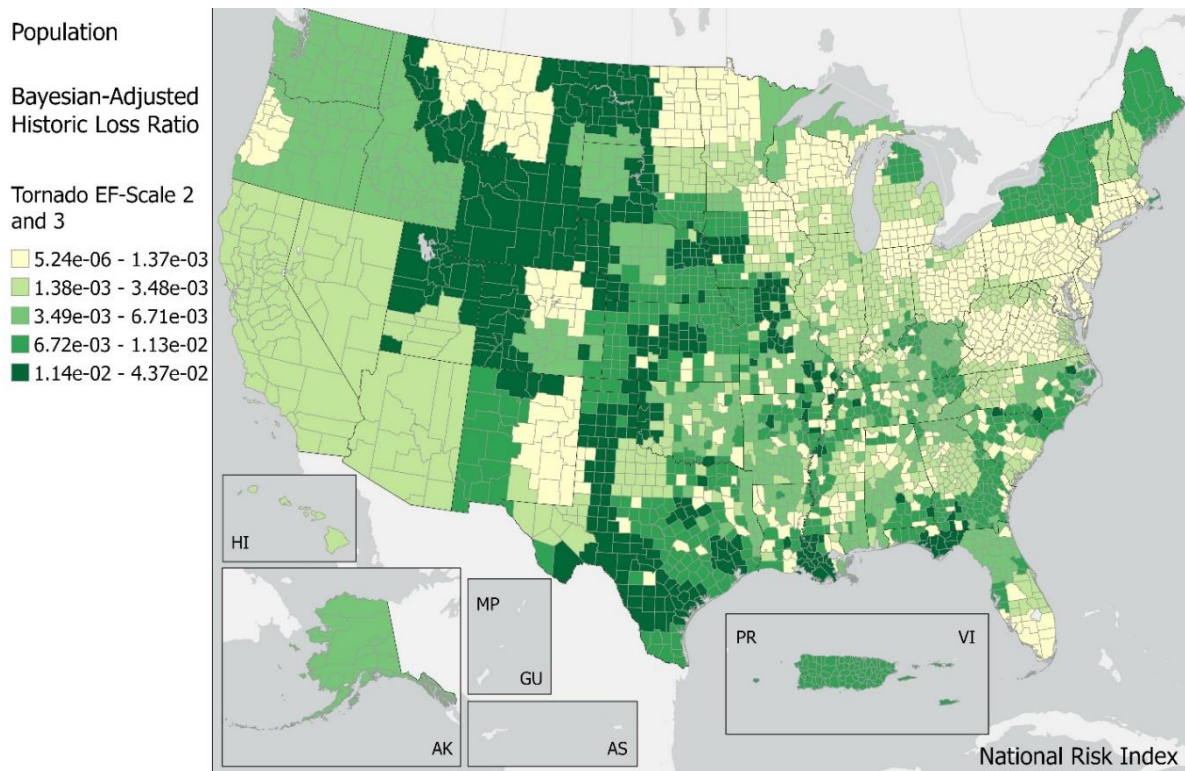 Population
Bayesian-Adjusted
Historic Loss Ratio
Tornado EF-Scale 2
and 3
5.24e-06 - 1.37e-03
1.38e-03 - 3.48e-03
3.49e-03 - 6.71e-03
6.72e-03 - 1.13e-02
1.14e-02 - 4.37e-02
HI
AK
MP
GU
AS
PR
VI
National Risk Index